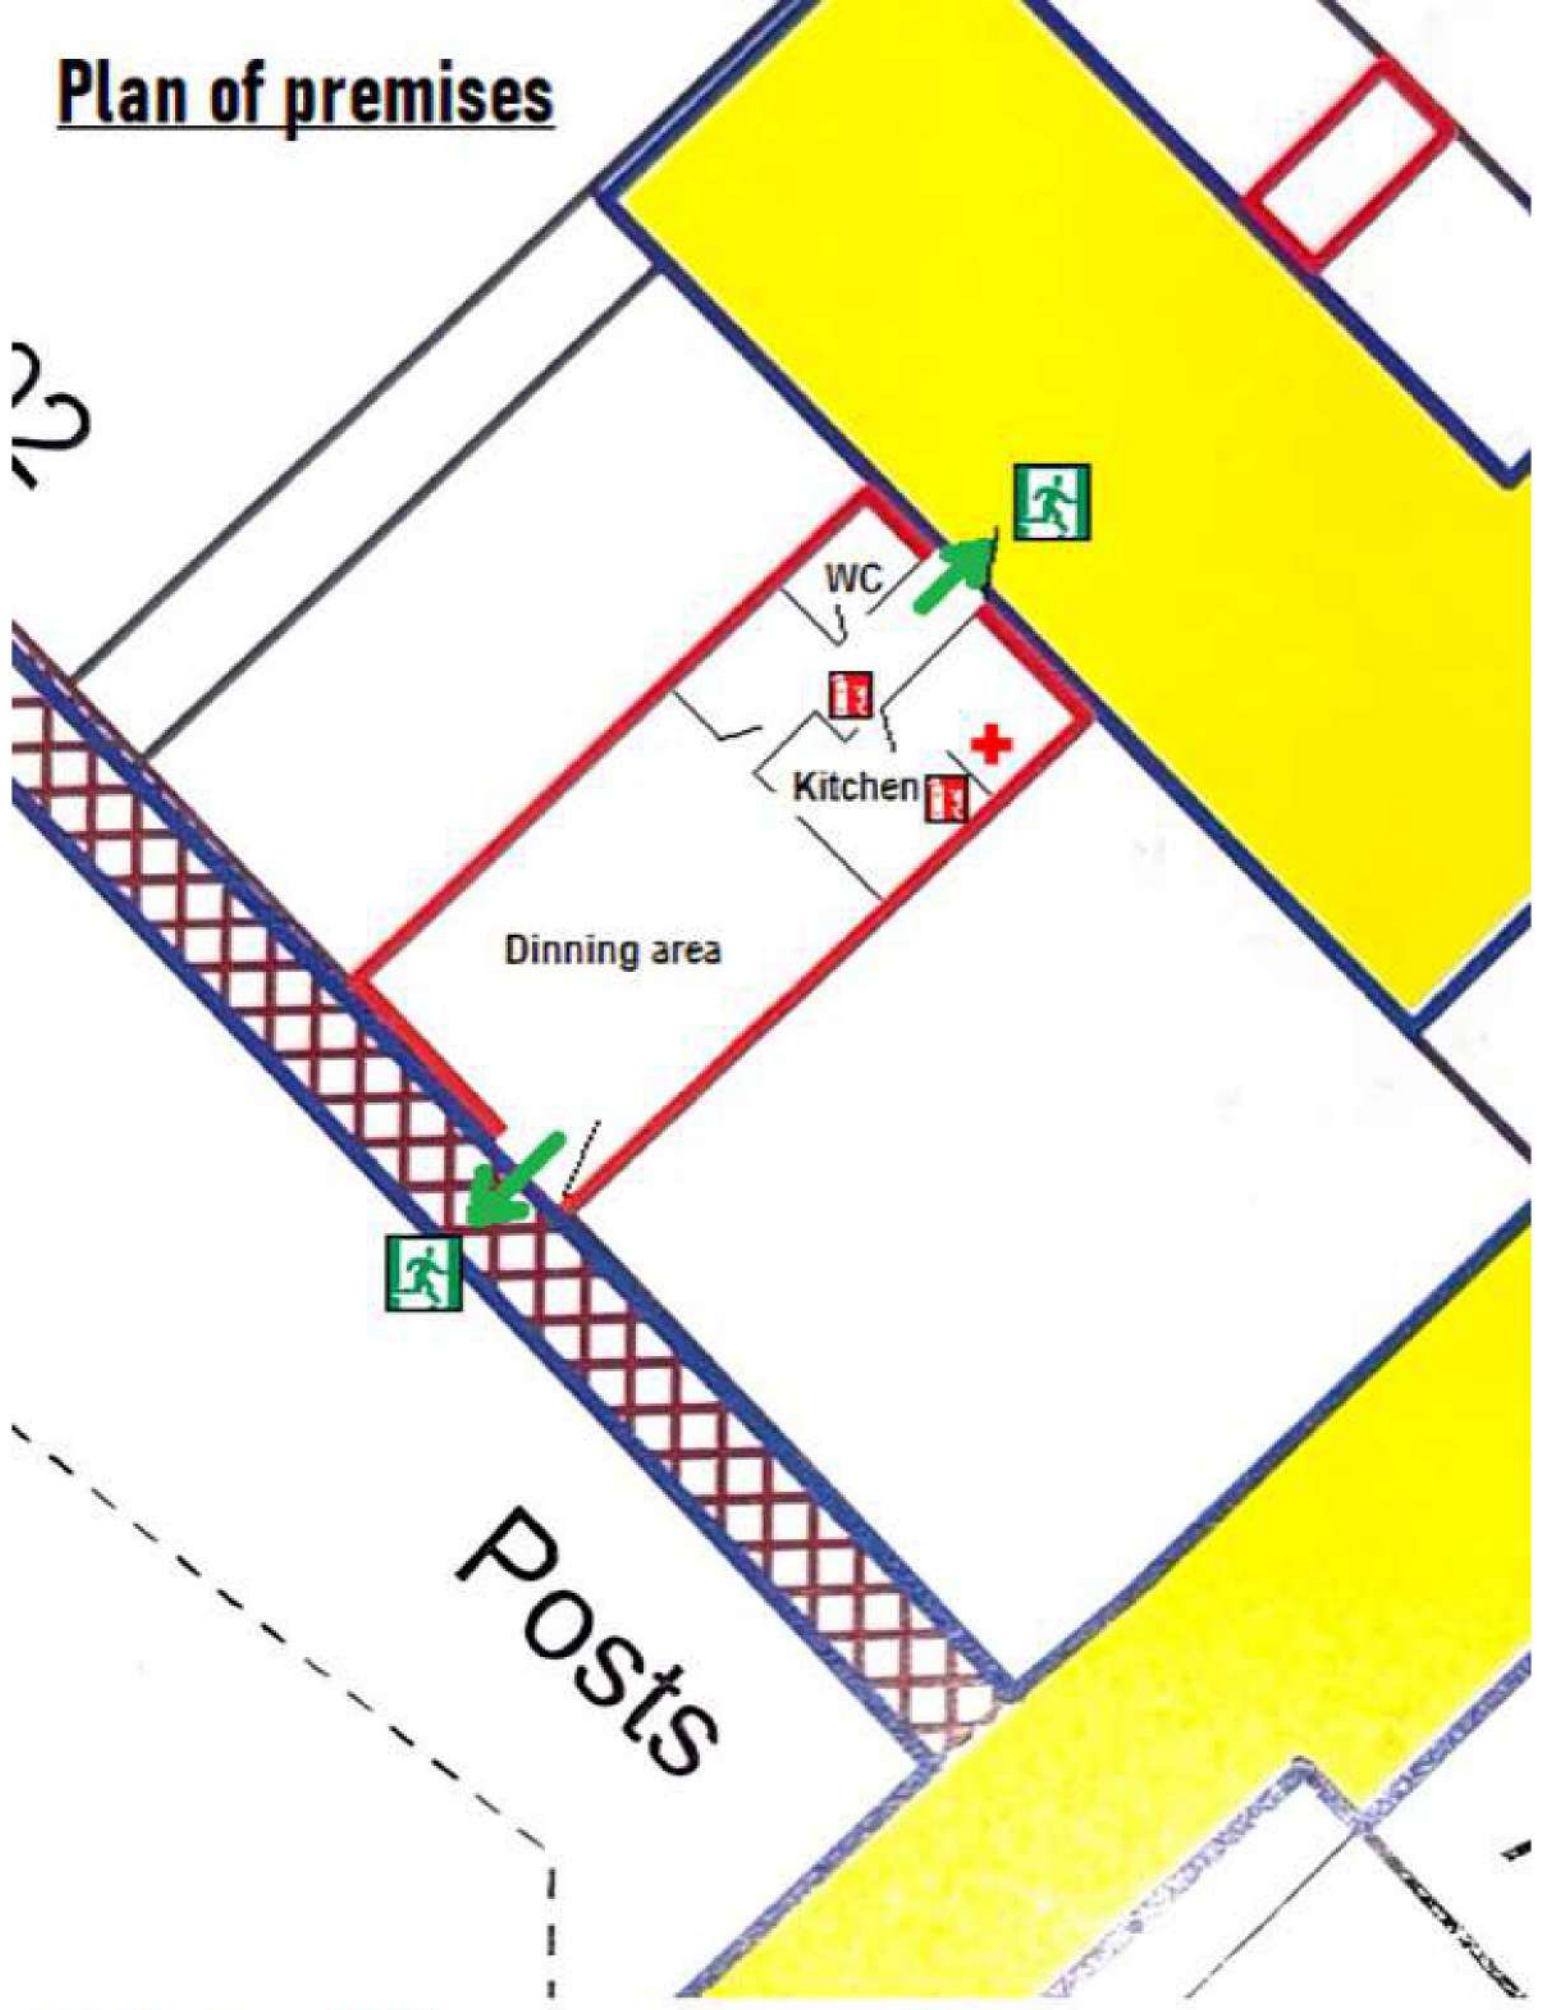 Plan of premises
22
WC
Kitchen
Dinning area
Posts